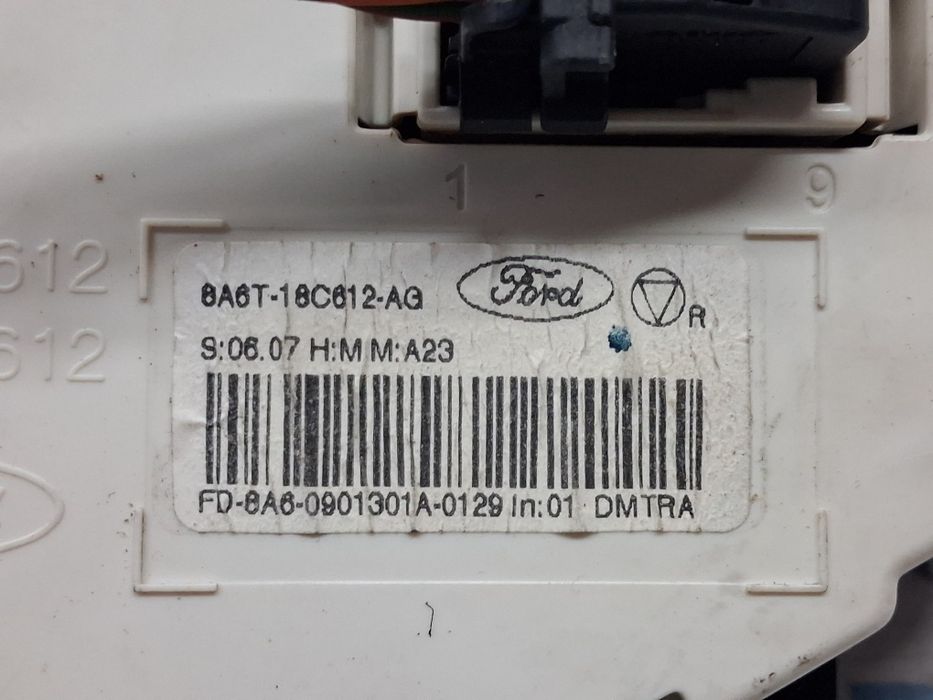 1 9
612
612
8A6T-18C612-AG Ford R
S:06.07 H:M M:A23
FD-8A6-0901301A-0129 In:01 DMTRA